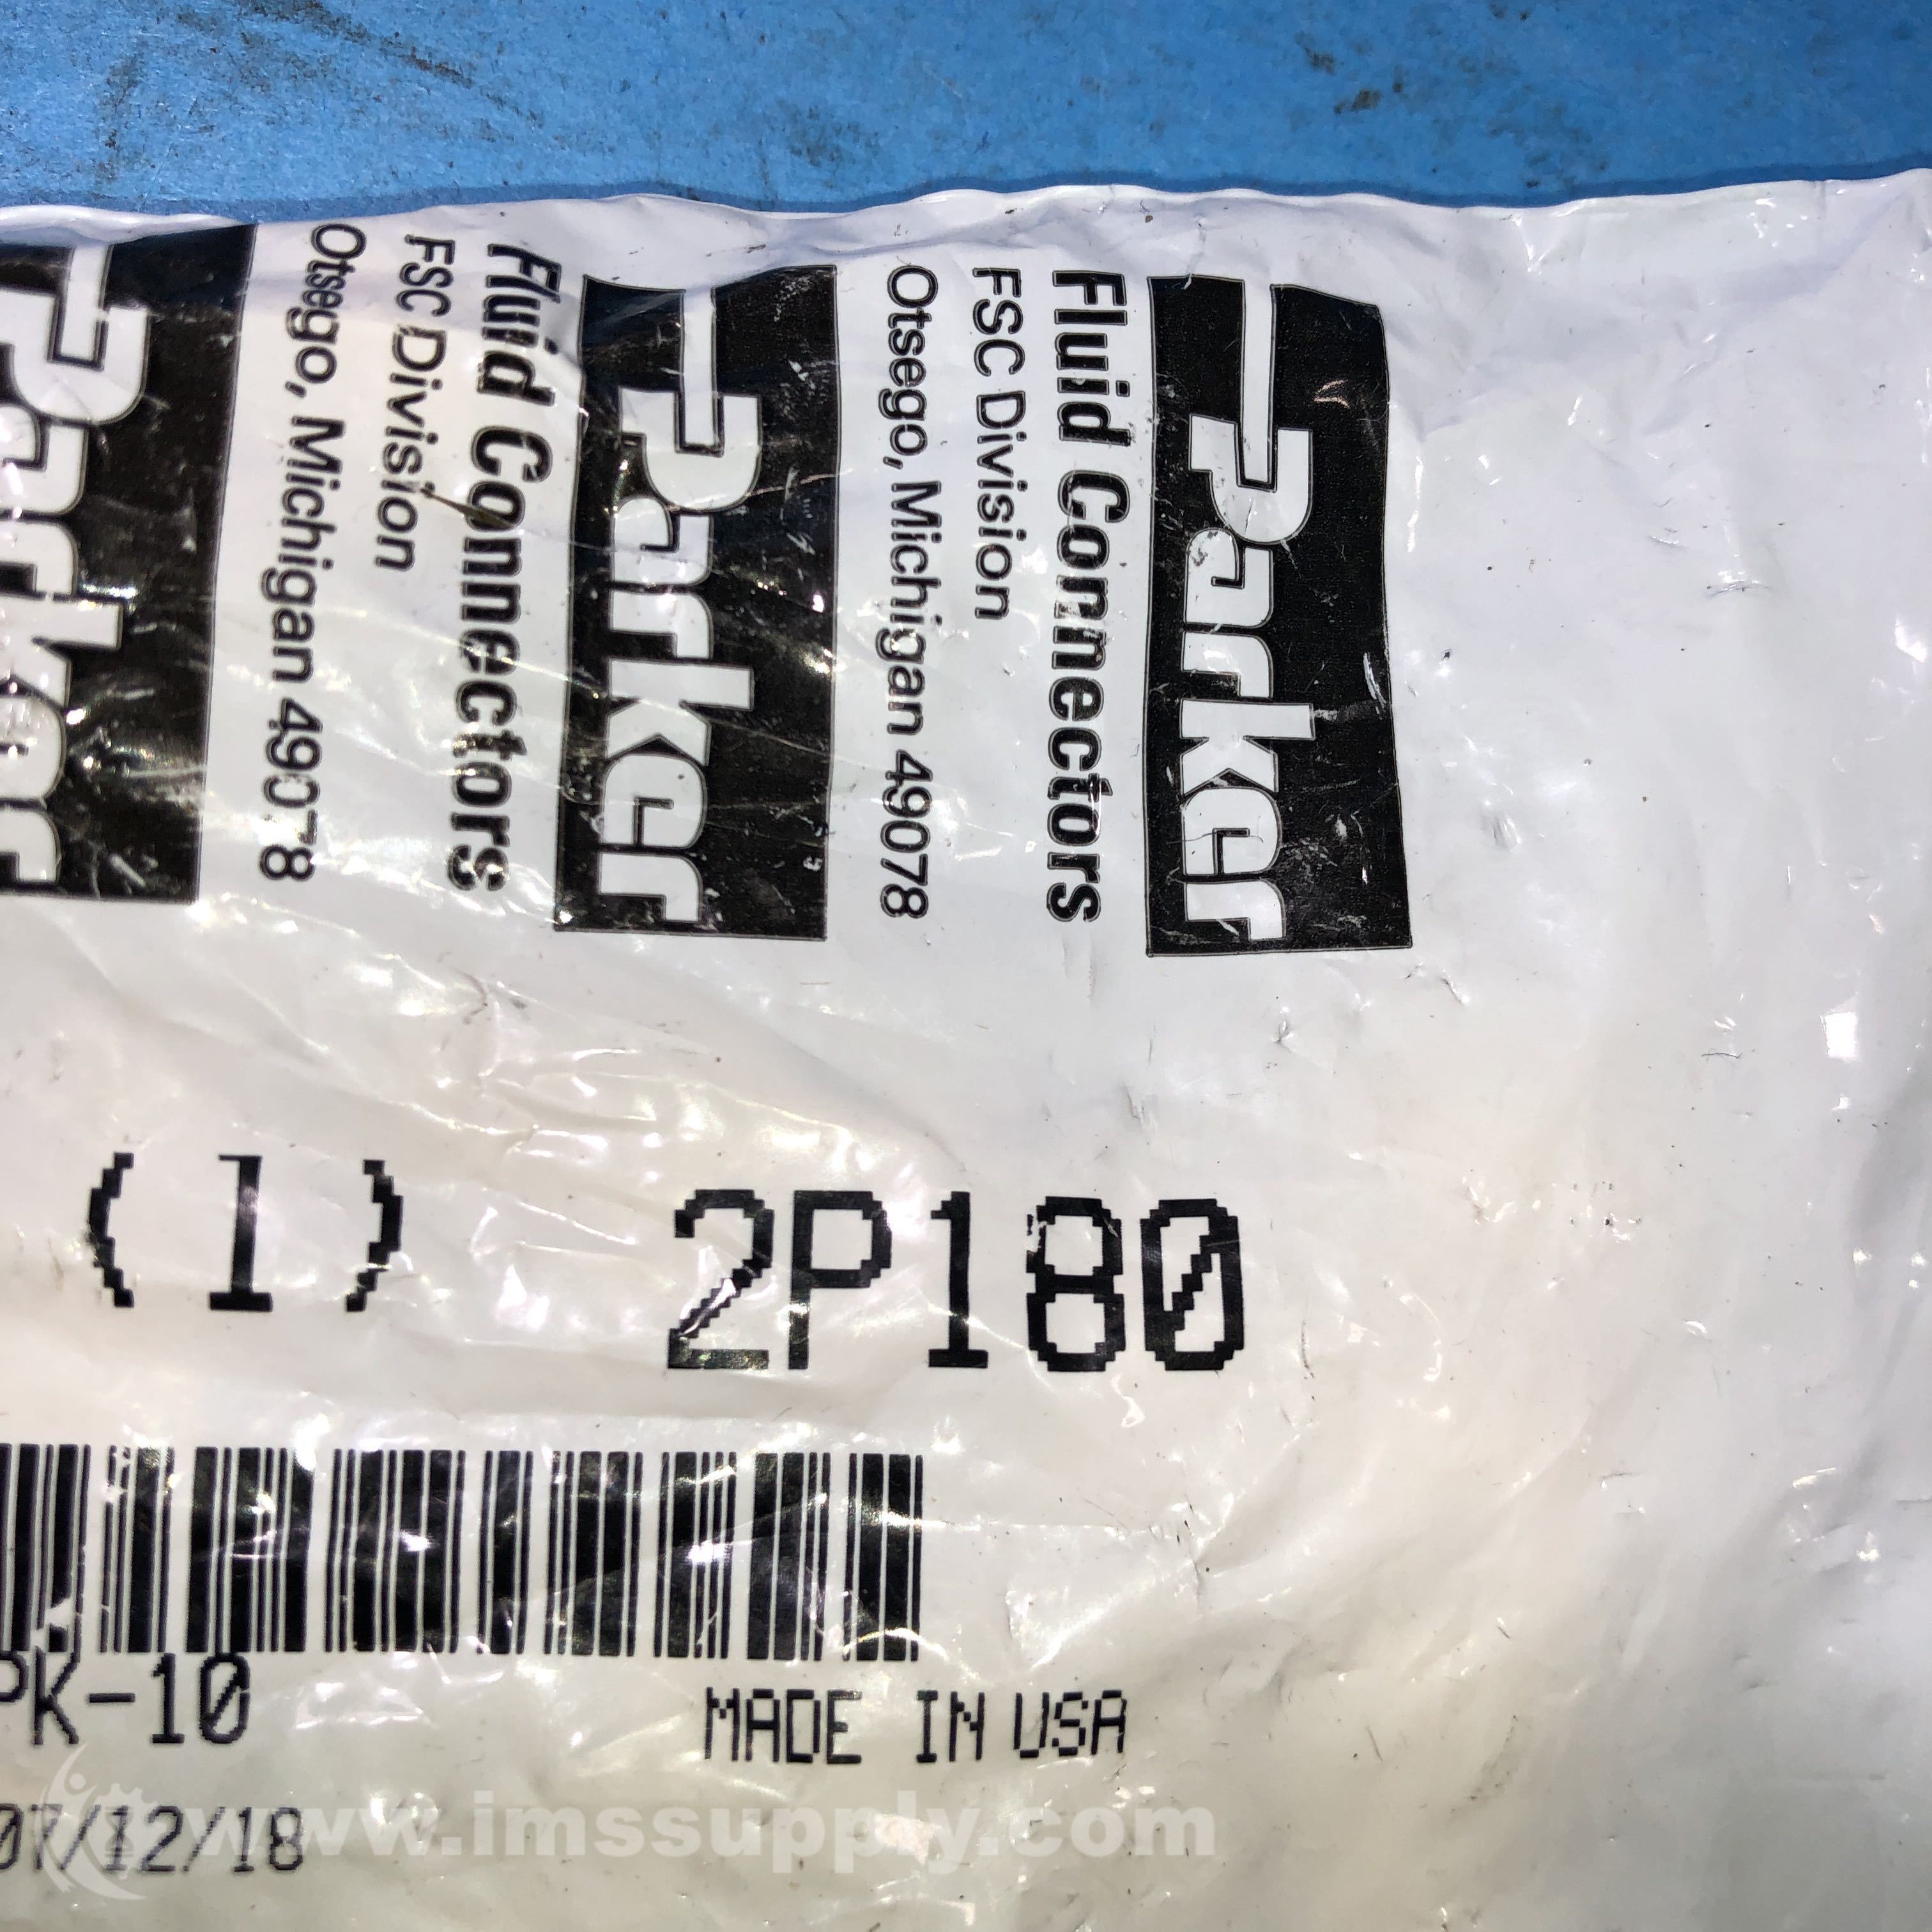 Parker
Fluid Connectors
FSC Division
Otsego, Michigan 49078
Parker
Fluid Connectors
FSC Division
Otsego, Michigan 49078
Parker
(1) 2P180
PK-10 MADE IN USA
07/12/18
www.imssupply.com